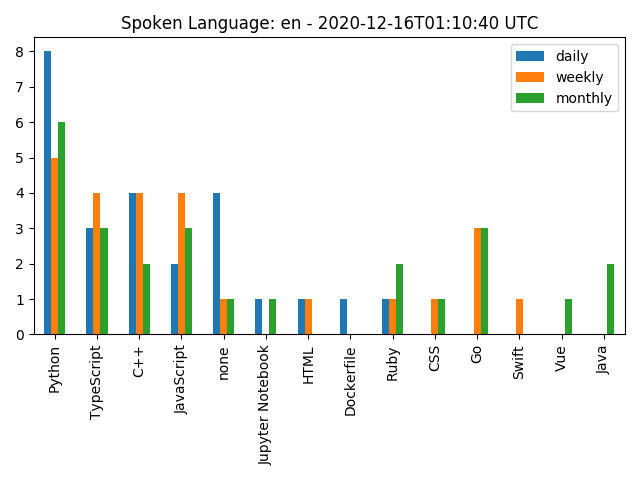 Spoken Language: en - 2020-12-16T01:10:40 UTC
daily
weekly
monthly
8
7
6
5
4
3
2
1
0
Python
TypeScript
C++
JavaScript
none
Jupyter Notebook
HTML
Dockerfile
Ruby
CSS
Go
Swift
Vue
Java